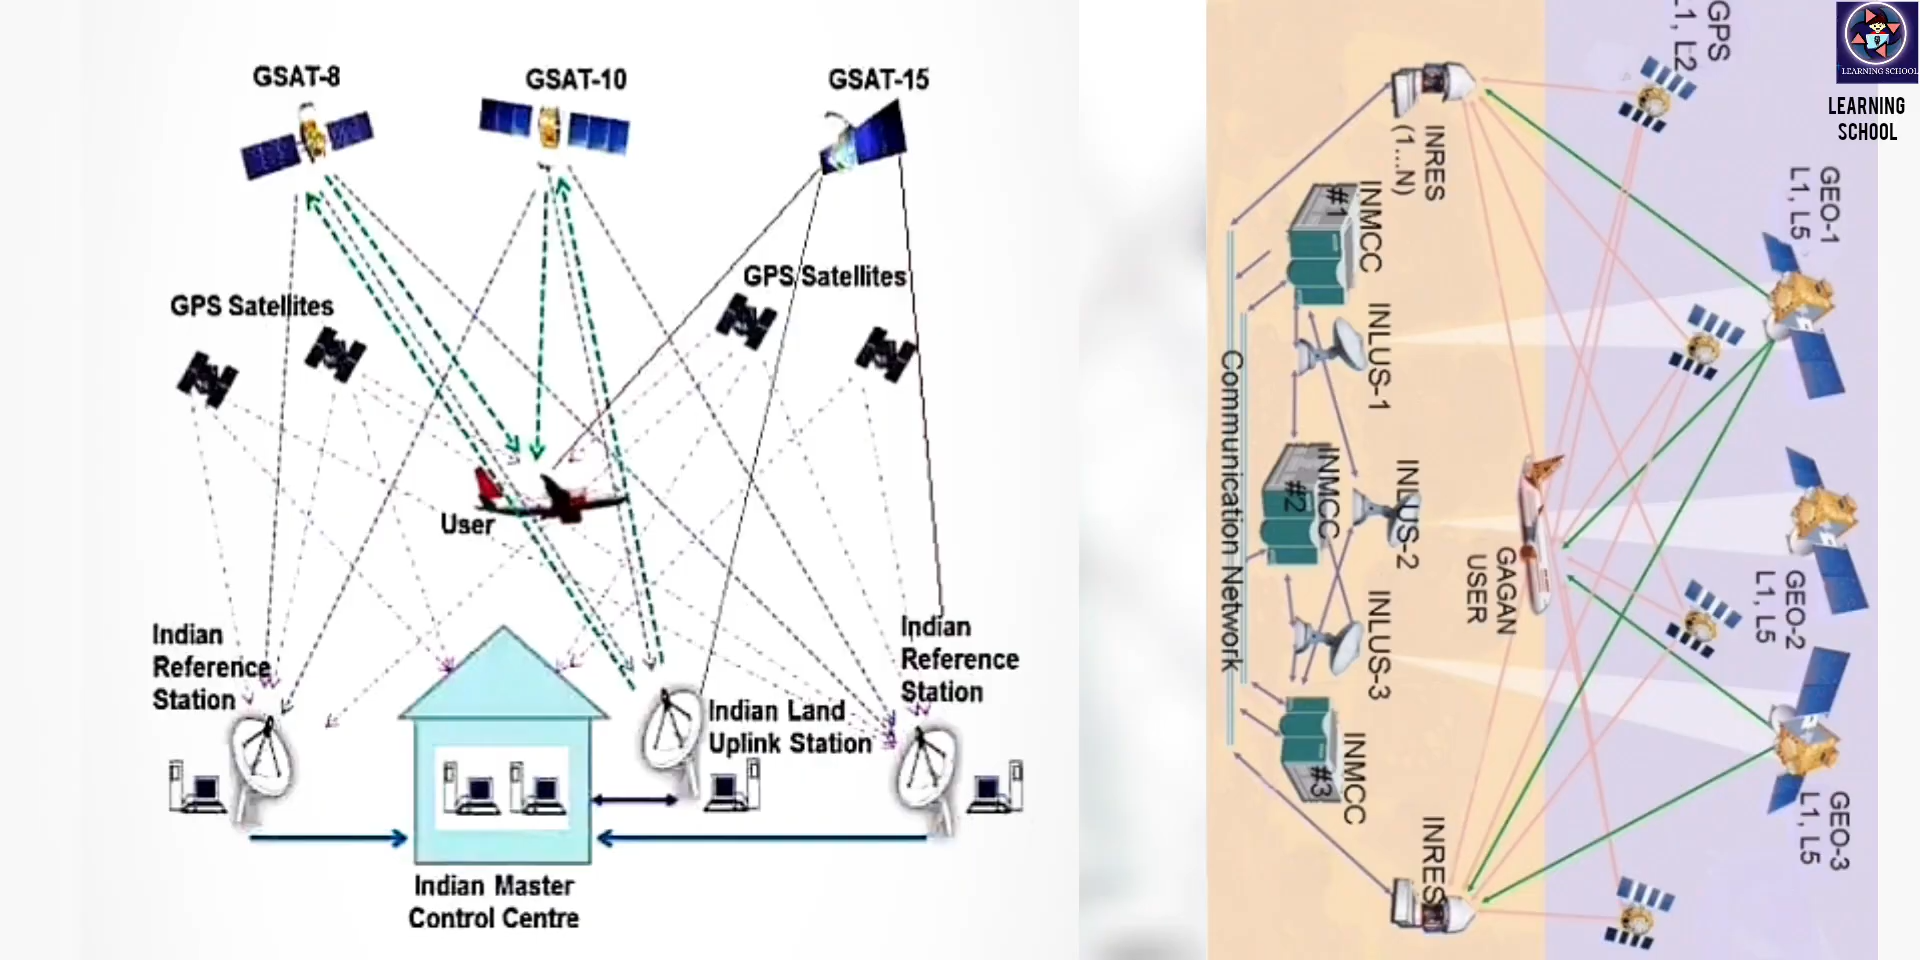 GSAT-8
GSAT-10
GSAT-15
GPS Satellites
GPS Satellites
User
Indian
Reference
Station
Indian Land
Uplink Station
Indian
Reference
Station
Indian Master
Control Centre
GPS
L1, L2
GEO-1
L1, L5
GEO-2
L1, L5
GEO-3
L1, L5
INRES
(1...N)
INMCC
#1
INLUS-1
INMCC
#2
INLUS-2
INLUS-3
INMCC
#3
INRES
GAGAN
USER
Communication Network
LEARNING SCHOOL
LEARNING
SCHOOL